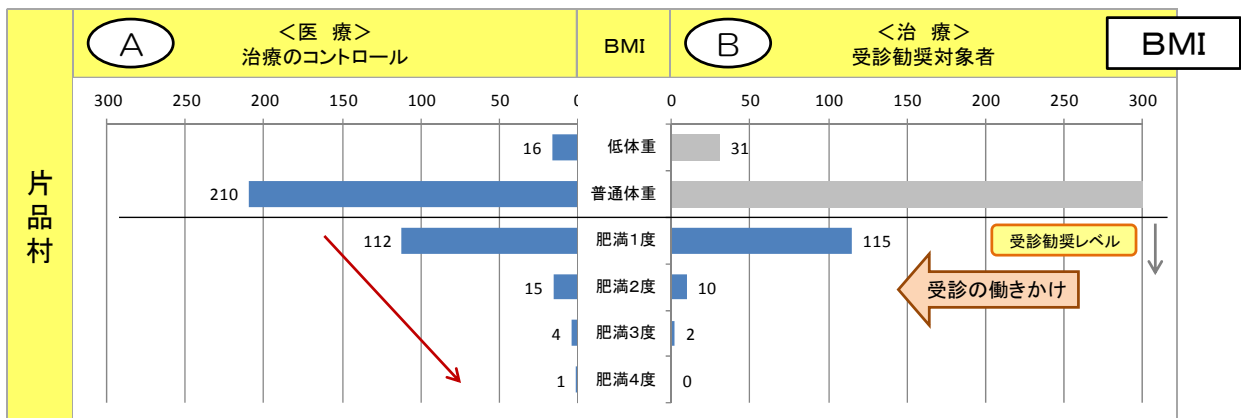 片品村
A
<医 療>
治療のコントロール
BMI
B
<治 療>
受診勧奨対象者
BMI
300 250 200 150 100 50 0
0 50 100 150 200 250 300
16 低体重 31
210 普通体重
112 肥満1度 115
受診勧奨レベル
15 肥満2度 10
受診の働きかけ
4 肥満3度 2
1 肥満4度 0